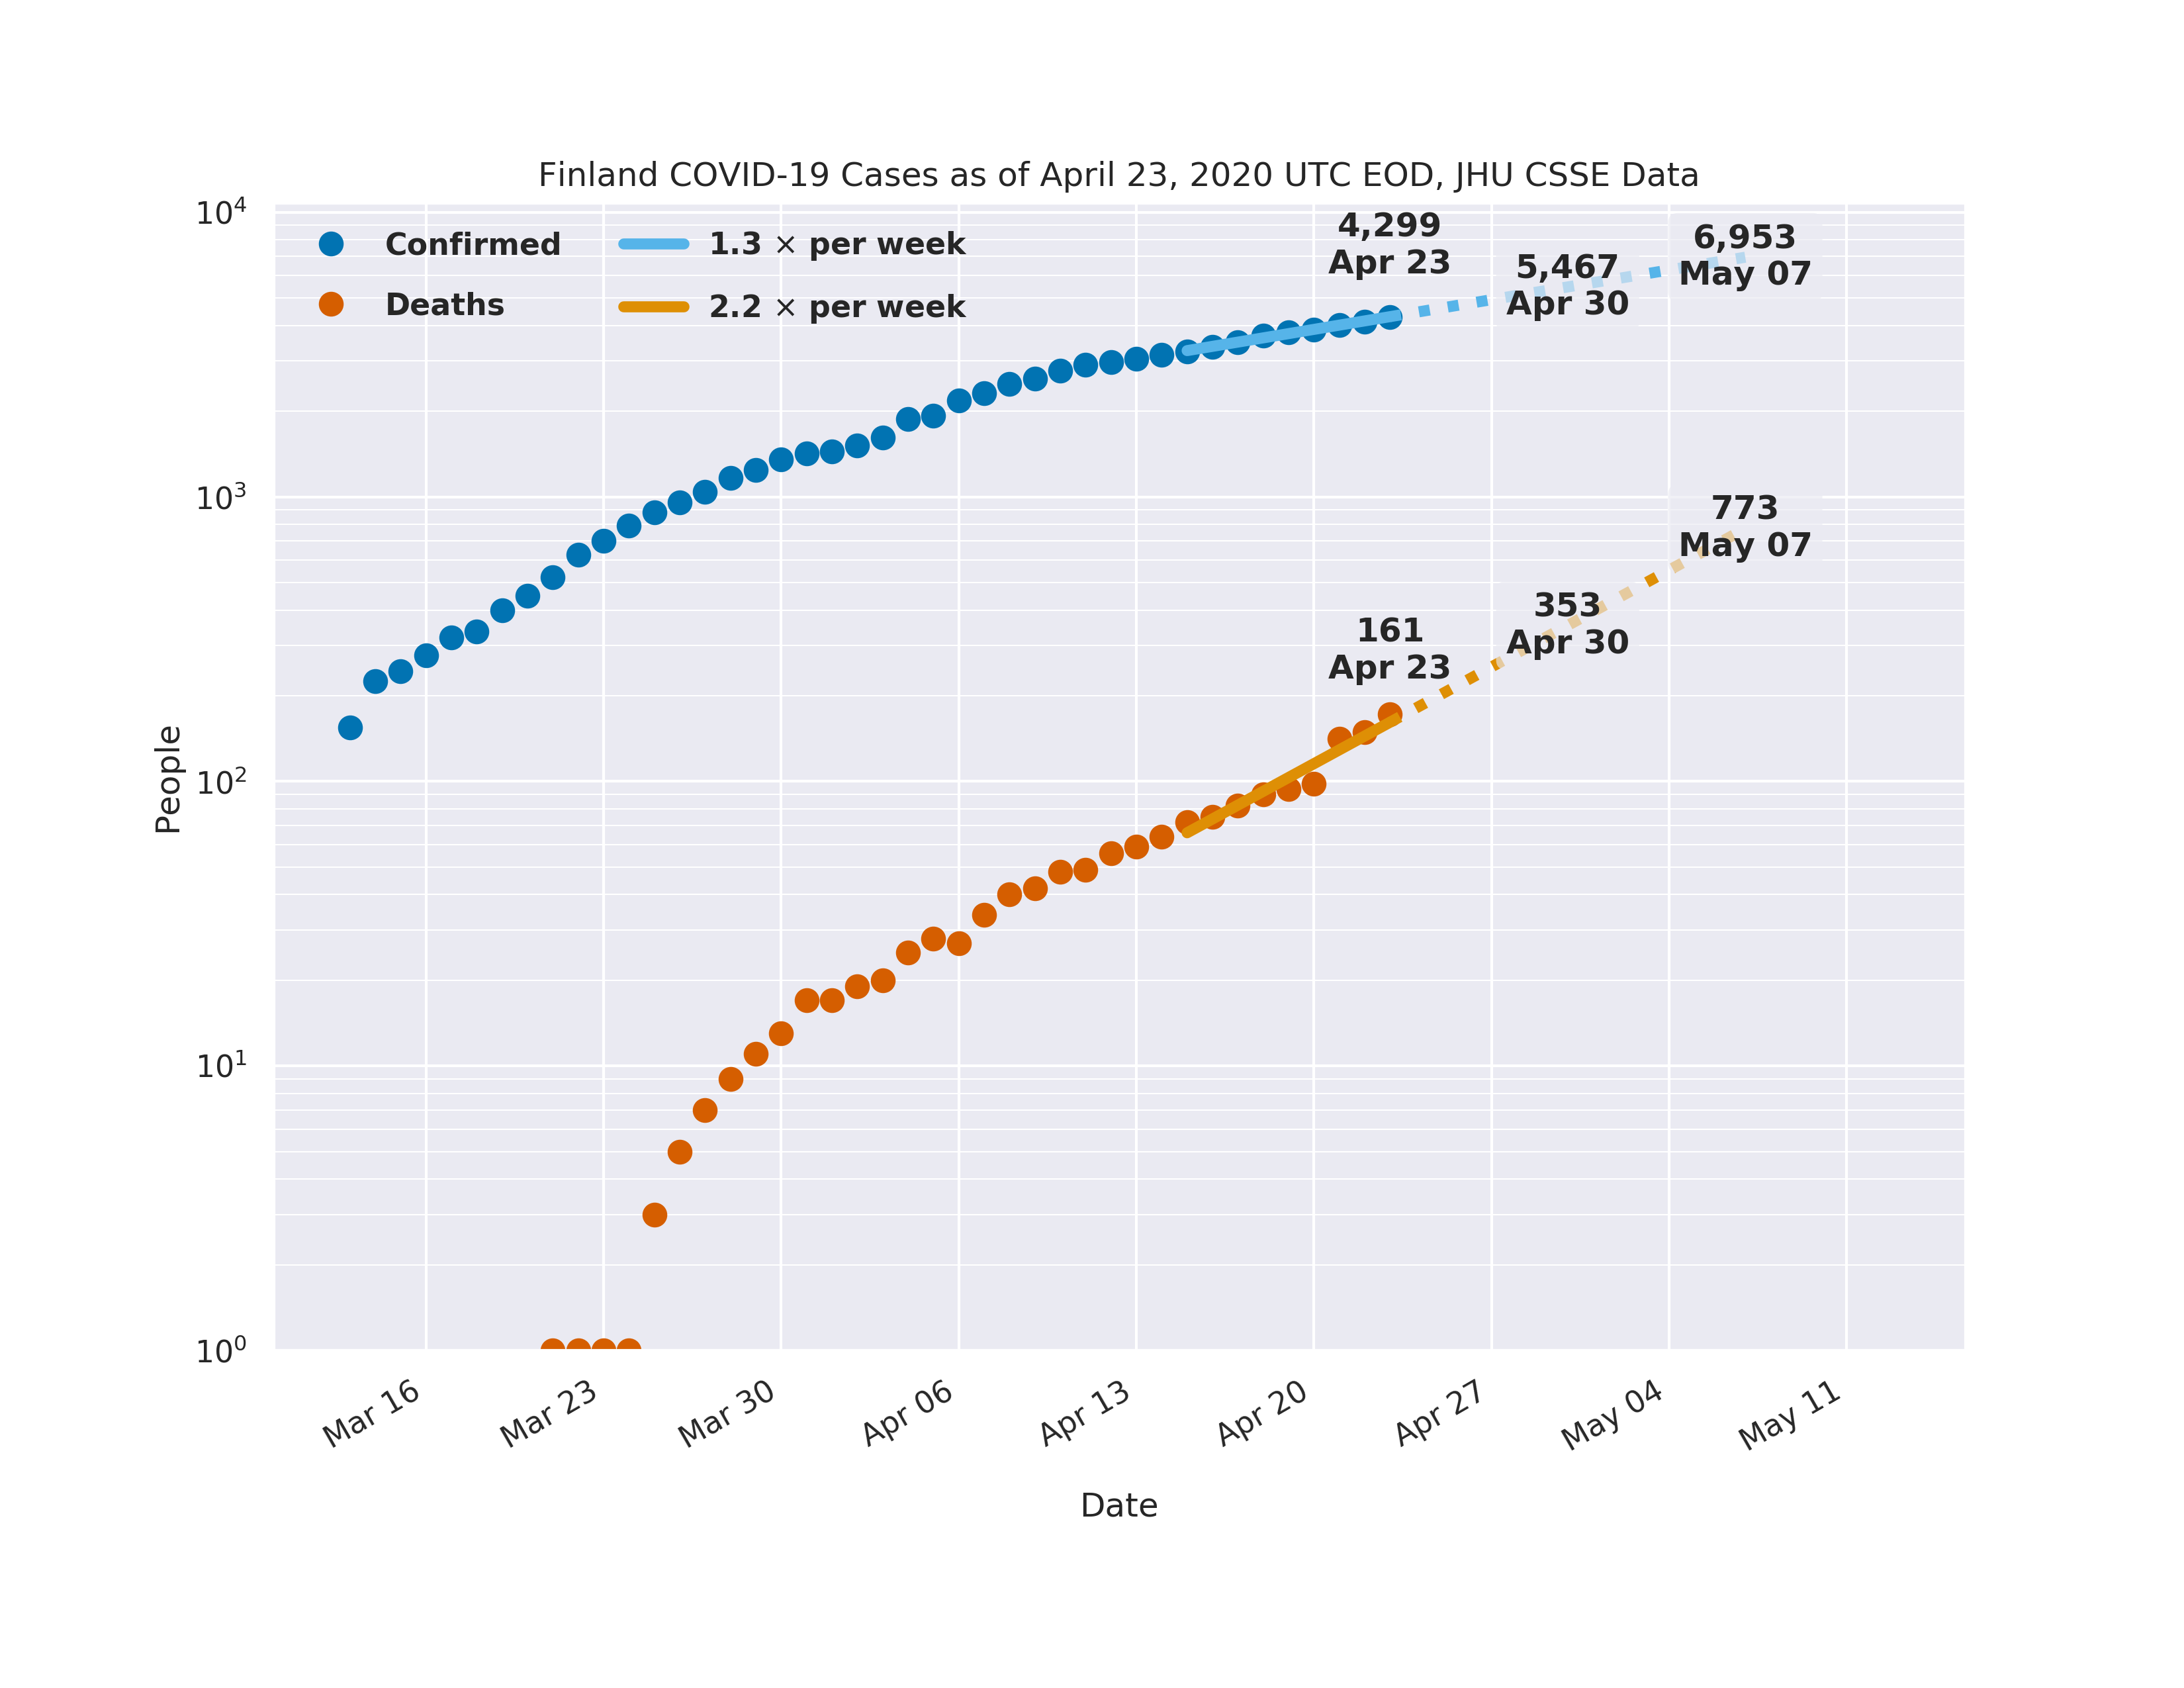 Finland COVID-19 Cases as of April 23, 2020 UTC EOD, JHU CSSE Data
Confirmed
Deaths
1.3 × per week
2.2 × per week
4,299
Apr 23
5,467
Apr 30
6,953
May 07
161
Apr 23
353
Apr 30
773
May 07
People
10⁴
10³
10²
10¹
10⁰
Mar 16
Mar 23
Mar 30
Apr 06
Apr 13
Apr 20
Apr 27
May 04
May 11
Date